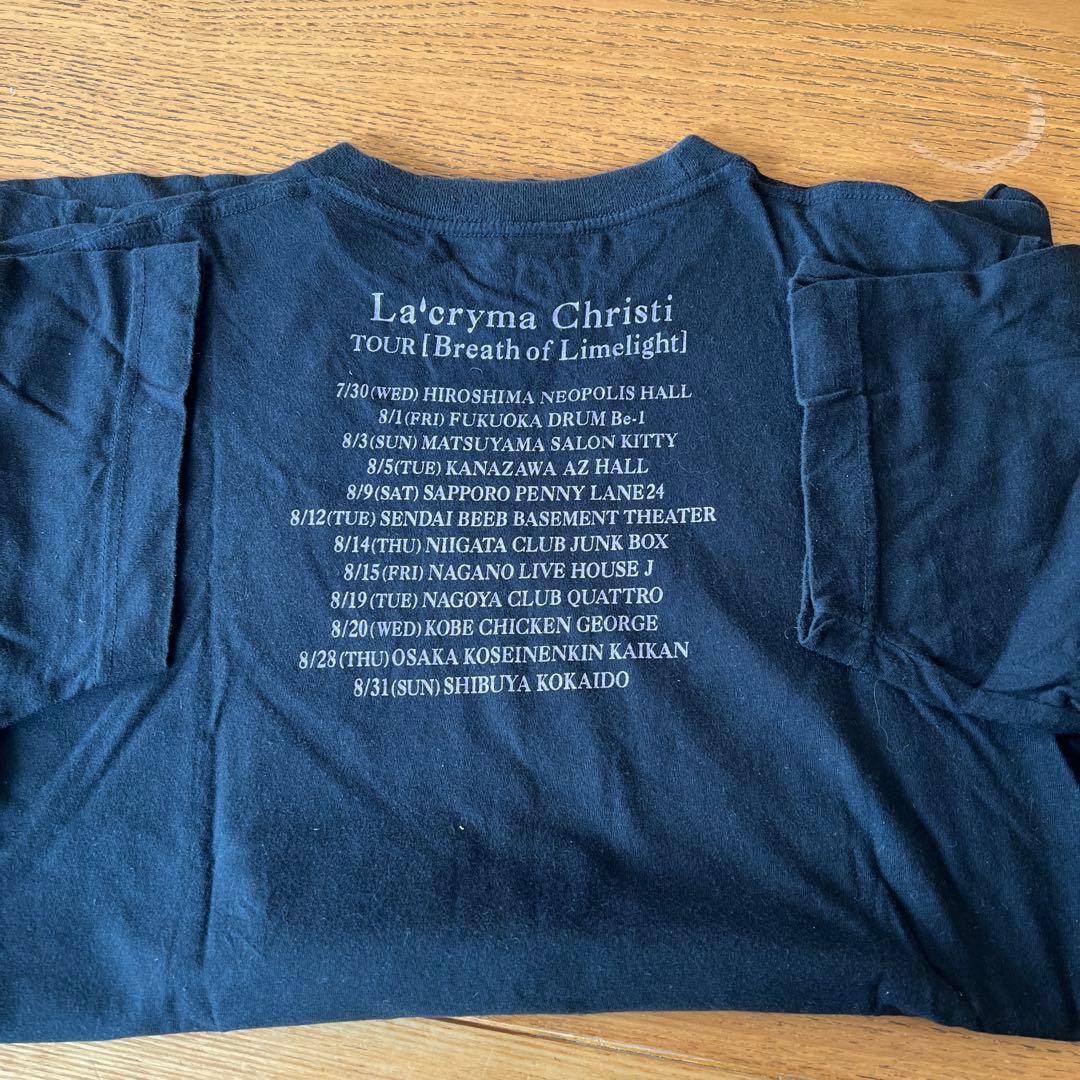 La'cryma Christi
TOUR [Breath of Limelight]
7/30(WED) HIROSHIMA NEOPOLIS HALL
8/1(FRI) FUKUOKA DRUM Be-1
8/3(SUN) MATSUYAMA SALON KITTY
8/5(TUE) KANAZAWA AZ HALL
8/9(SAT) SAPPORO PENNY LANE24
8/12(TUE) SENDAI BEEB BASEMENT THEATER
8/14(THU) NIIGATA CLUB JUNK BOX
8/15(FRI) NAGANO LIVE HOUSE J
8/19(TUE) NAGOYA CLUB QUATTRO
8/20(WED) KOBE CHICKEN GEORGE
8/28(THU) OSAKA KOSEINENKIN KAIKAN
8/31(SUN) SHIBUYA KOKAIDO